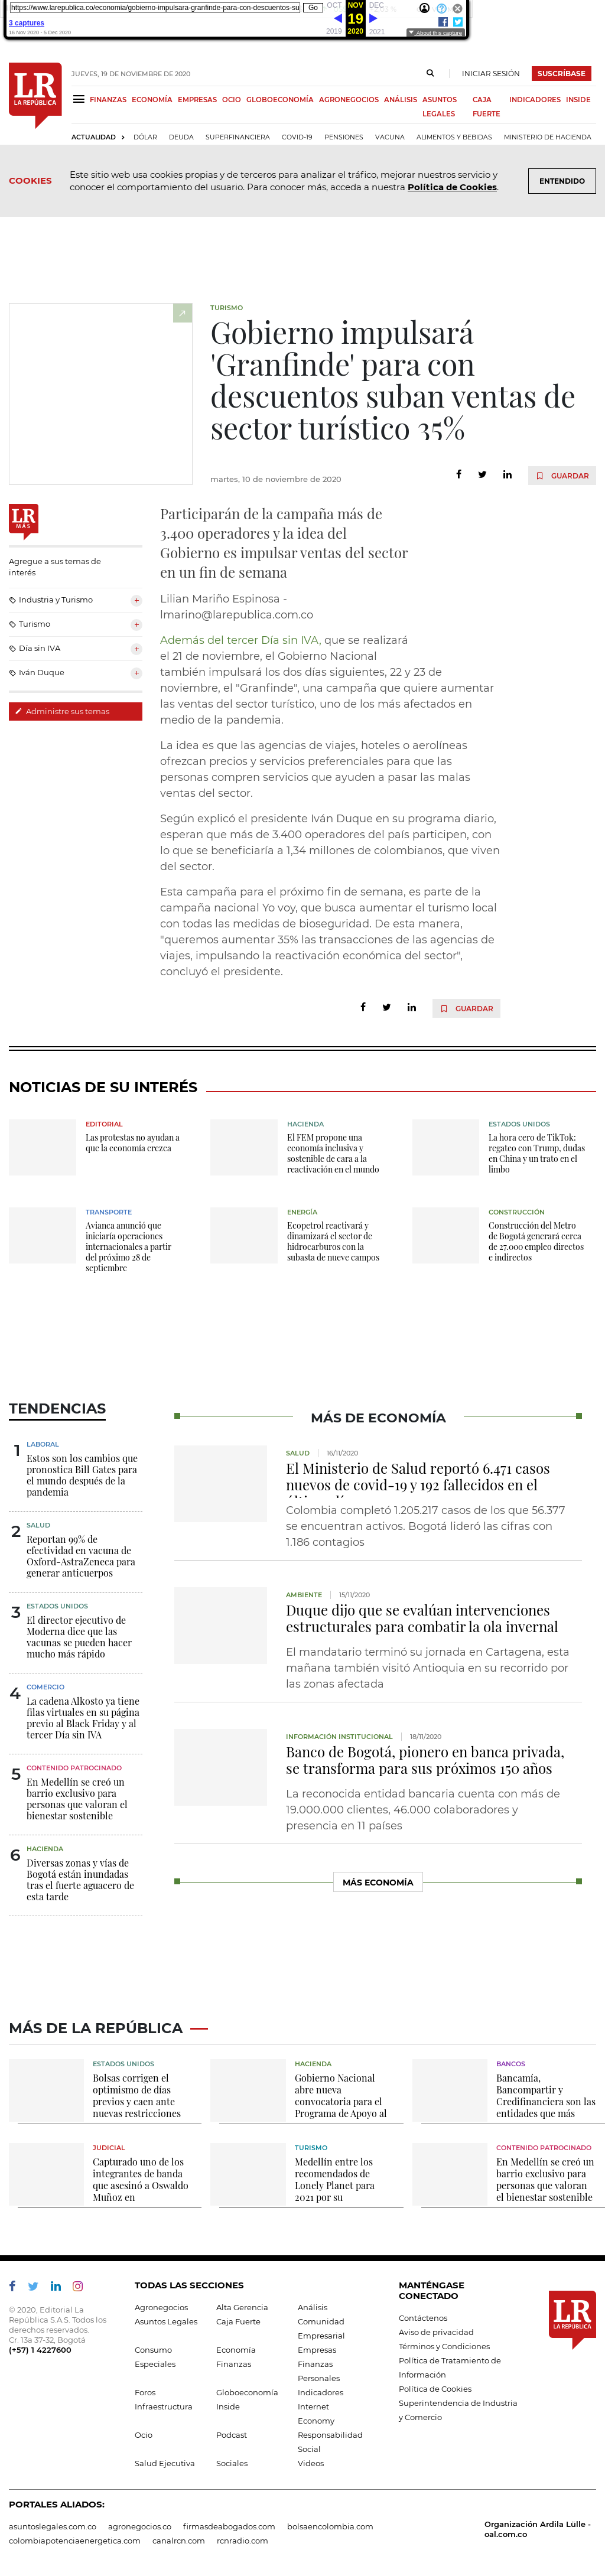 https://www.larepublica.co/economia/gobierno-impulsara-granfinde-para-con-descuentos-su
Go
OCT NOV DEC
19
2019 2020 2021
3 captures
19 Nov 2020 - 5 Dec 2020
About this capture
LR
LA REPÚBLICA
JUEVES, 19 DE NOVIEMBRE DE 2020
INICIAR SESIÓN
SUSCRÍBASE
FINANZAS ECONOMÍA EMPRESAS OCIO GLOBOECONOMÍA AGRONEGOCIOS ANÁLISIS ASUNTOS LEGALES CAJA FUERTE INDICADORES INSIDE
ACTUALIDAD DÓLAR DEUDA SUPERFINANCIERA COVID-19 PENSIONES VACUNA ALIMENTOS Y BEBIDAS MINISTERIO DE HACIENDA
COOKIES
Este sitio web usa cookies propias y de terceros para analizar el tráfico, mejorar nuestros servicio y
conocer el comportamiento del usuario. Para conocer más, acceda a nuestra Política de Cookies.
ENTENDIDO
TURISMO
Gobierno impulsará
'Granfinde' para con
descuentos suban ventas de
sector turístico 35%
martes, 10 de noviembre de 2020
GUARDAR
LR
MÁS
Agregue a sus temas de
interés
Industria y Turismo +
Turismo +
Día sin IVA +
Iván Duque +
Administre sus temas
Participarán de la campaña más de
3.400 operadores y la idea del
Gobierno es impulsar ventas del sector
en un fin de semana
Lilian Mariño Espinosa -
lmarino@larepublica.com.co
Además del tercer Día sin IVA, que se realizará
el 21 de noviembre, el Gobierno Nacional
también impulsará los dos días siguientes, 22 y 23 de
noviembre, el "Granfinde", una campaña que quiere aumentar
las ventas del sector turístico, uno de los más afectados en
medio de la pandemia.
La idea es que las agencias de viajes, hoteles o aerolíneas
ofrezcan precios y servicios preferenciales para que las
personas compren servicios que ayuden a pasar las malas
ventas del sector.
Según explicó el presidente Iván Duque en su programa diario,
esperan que más de 3.400 operadores del país participen, con
lo que se beneficiaría a 1,34 millones de colombianos, que viven
del sector.
Esta campaña para el próximo fin de semana, es parte de la
campaña nacional Yo voy, que busca aumentar el turismo local
con todas las medidas de bioseguridad. De esta manera,
"queremos aumentar 35% las transacciones de las agencias de
viajes, impulsando la reactivación económica del sector",
concluyó el presidente.
GUARDAR
NOTICIAS DE SU INTERÉS
EDITORIAL
Las protestas no ayudan a
que la economía crezca
HACIENDA
El FEM propone una
economía inclusiva y
sostenible de cara a la
reactivación en el mundo
ESTADOS UNIDOS
La hora cero de TikTok:
regateo con Trump, dudas
en China y un trato en el
limbo
TRANSPORTE
Avianca anunció que
iniciaría operaciones
internacionales a partir
del próximo 28 de
septiembre
ENERGÍA
Ecopetrol reactivará y
dinamizará el sector de
hidrocarburos con la
subasta de nueve campos
CONSTRUCCIÓN
Construcción del Metro
de Bogotá generará cerca
de 27.000 empleo directos
e indirectos
TENDENCIAS
1
LABORAL
Estos son los cambios que
pronostica Bill Gates para
el mundo después de la
pandemia
2
SALUD
Reportan 99% de
efectividad en vacuna de
Oxford-AstraZeneca para
generar anticuerpos
3
ESTADOS UNIDOS
El director ejecutivo de
Moderna dice que las
vacunas se pueden hacer
mucho más rápido
4
COMERCIO
La cadena Alkosto ya tiene
filas virtuales en su página
previo al Black Friday y al
tercer Día sin IVA
5
CONTENIDO PATROCINADO
En Medellín se creó un
barrio exclusivo para
personas que valoran el
bienestar sostenible
6
HACIENDA
Diversas zonas y vías de
Bogotá están inundadas
tras el fuerte aguacero de
esta tarde
MÁS DE ECONOMÍA
SALUD 16/11/2020
El Ministerio de Salud reportó 6.471 casos
nuevos de covid-19 y 192 fallecidos en el
Colombia completó 1.205.217 casos de los que 56.377
se encuentran activos. Bogotá lideró las cifras con
1.186 contagios
AMBIENTE 15/11/2020
Duque dijo que se evalúan intervenciones
estructurales para combatir la ola invernal
El mandatario terminó su jornada en Cartagena, esta
mañana también visitó Antioquia en su recorrido por
las zonas afectada
INFORMACIÓN INSTITUCIONAL 18/11/2020
Banco de Bogotá, pionero en banca privada,
se transforma para sus próximos 150 años
La reconocida entidad bancaria cuenta con más de
19.000.000 clientes, 46.000 colaboradores y
presencia en 11 países
MÁS ECONOMÍA
MÁS DE LA REPÚBLICA
ESTADOS UNIDOS
Bolsas corrigen el
optimismo de días
previos y caen ante
nuevas restricciones
HACIENDA
Gobierno Nacional
abre nueva
convocatoria para el
Programa de Apoyo al
BANCOS
Bancamía,
Bancompartir y
Credifinanciera son las
entidades que más
JUDICIAL
Capturado uno de los
integrantes de banda
que asesinó a Oswaldo
Muñoz en
TURISMO
Medellín entre los
recomendados de
Lonely Planet para
2021 por su
CONTENIDO PATROCINADO
En Medellín se creó un
barrio exclusivo para
personas que valoran
el bienestar sostenible
© 2020, Editorial La
República S.A.S. Todos los
derechos reservados.
Cr. 13a 37-32, Bogotá
(+57) 1 4227600
TODAS LAS SECCIONES
Agronegocios Alta Gerencia Análisis
Asuntos Legales Caja Fuerte Comunidad
Empresarial
Consumo Economía Empresas
Especiales Finanzas Finanzas
Personales
Foros Globoeconomía Indicadores
Infraestructura Inside Internet
Economy
Ocio Podcast Responsabilidad
Social
Salud Ejecutiva Sociales Videos
MANTÉNGASE
CONECTADO
Contáctenos
Aviso de privacidad
Términos y Condiciones
Política de Tratamiento de
Información
Política de Cookies
Superintendencia de Industria
y Comercio
LR
LA REPÚBLICA
PORTALES ALIADOS:
asuntoslegales.com.co agronegocios.co firmasdeabogados.com bolsaencolombia.com
colombiapotenciaenergetica.com canalrcn.com rcnradio.com
Organización Ardila Lülle -
oal.com.co